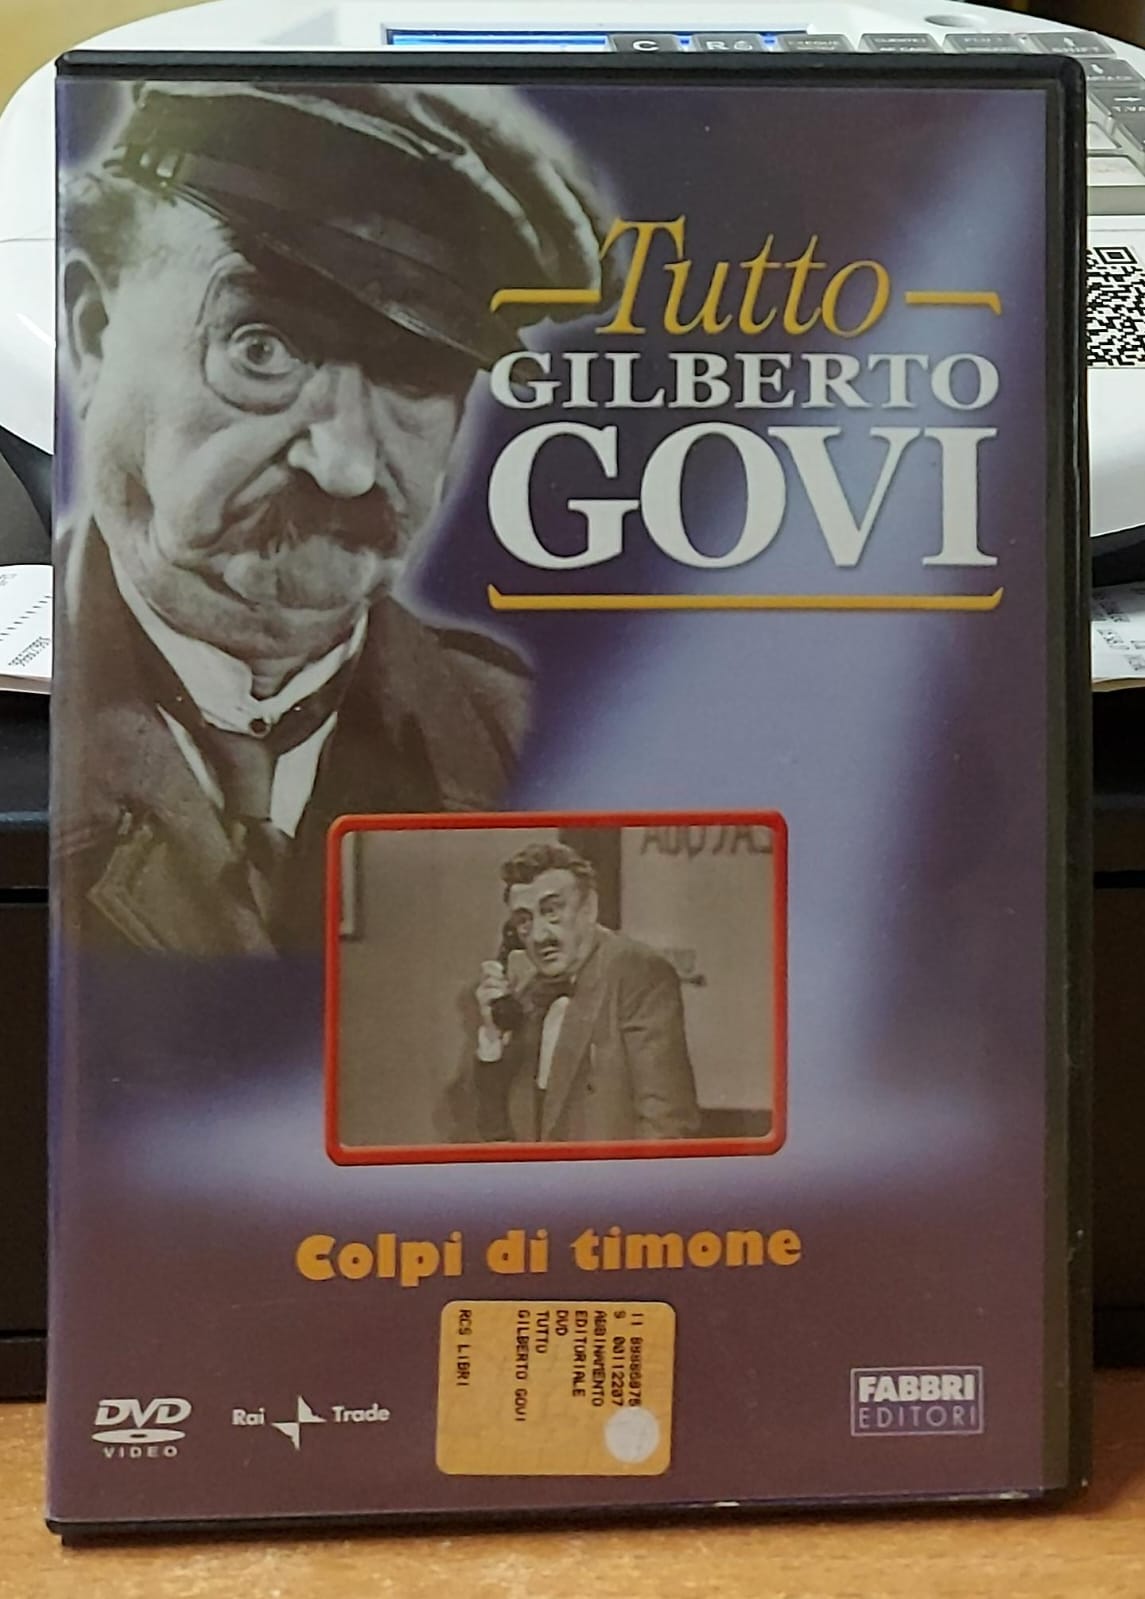 C
Tutto
GILBERTO
GOVI
Colpi di timone
ABBINAMENTO
EDITORIALE
DVD
TUTTO
GILBERTO GOVI
RCS LIBRI
DVD
VIDEO
Rai Trade
FABBRI
EDITORI